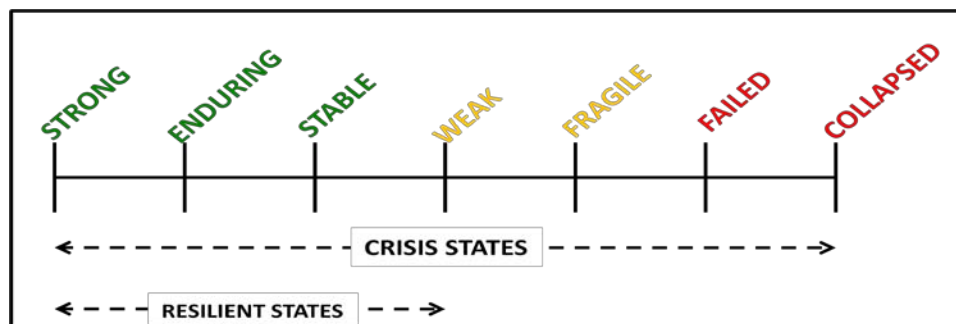 STRONG
ENDURING
STABLE
WEAK
FRAGILE
FAILED
COLLAPSED
CRISIS STATES
RESILIENT STATES